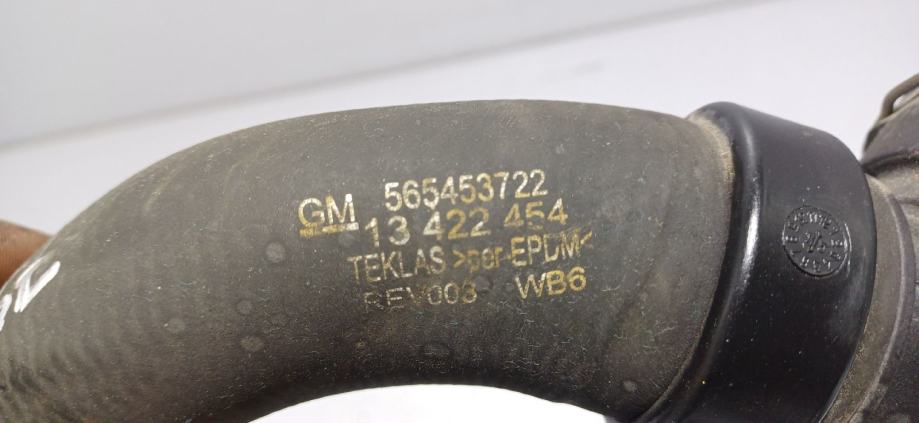 GM 565453722
13 422 454
TEKLAS >per-EPDM<
REV003 WB6